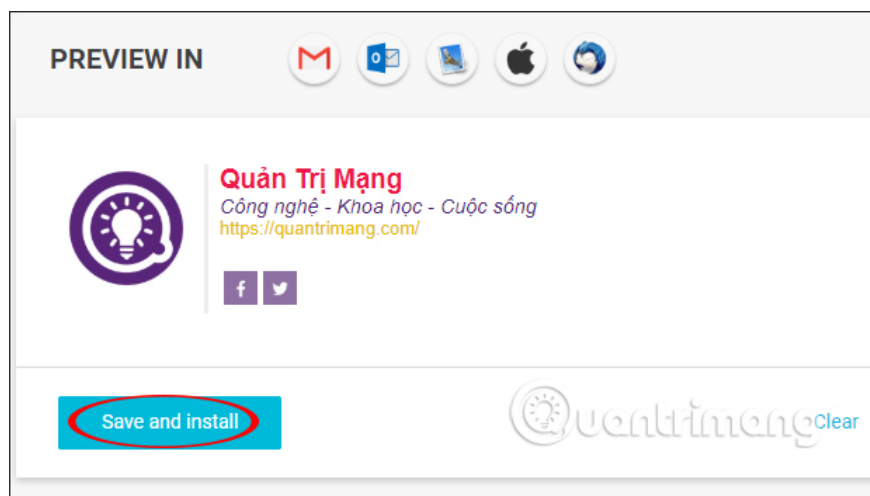 PREVIEW IN
Quản Trị Mạng
Công nghệ - Khoa học - Cuộc sống
https://quantrimang.com/
Save and install
Quantrimang
Clear